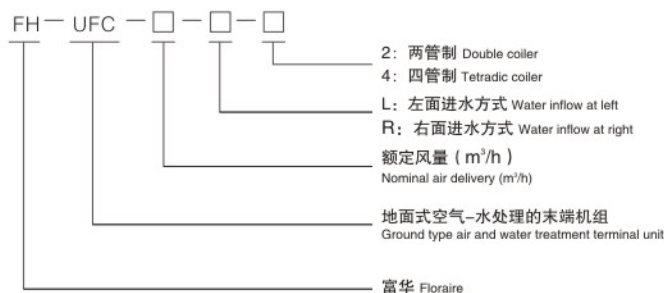 FH－UFC－□－□－□
2：两管制 Double coiler
4：四管制 Tetradic coiler
L：左面进水方式 Water inflow at left
R：右面进水方式 Water inflow at right
额定风量（m³/h）
Nominal air delivery (m³/h)
地面式空气–水处理的末端机组
Ground type air and water treatment terminal unit
富华 Floraire